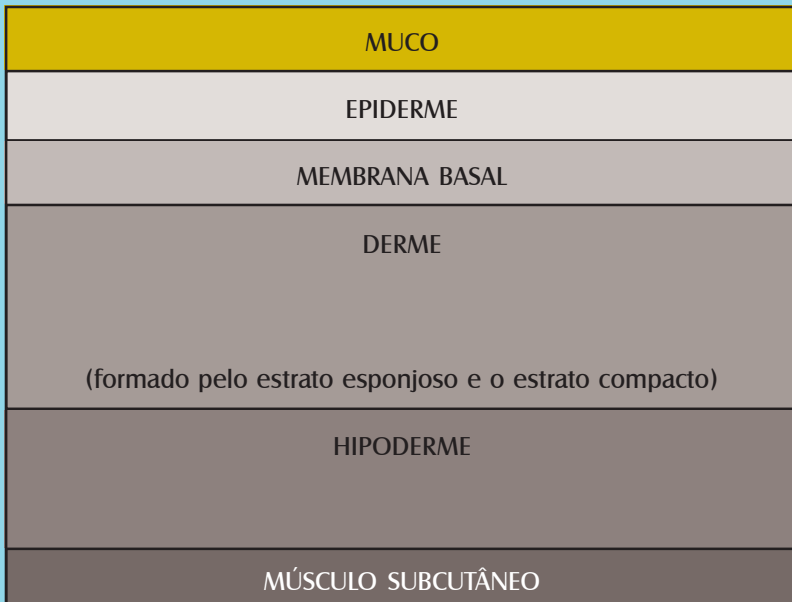 MUCO
EPIDERME
MEMBRANA BASAL
DERME
(formado pelo estrato esponjoso e o estrato compacto)
HIPODERME
MÚSCULO SUBCUTÂNEO